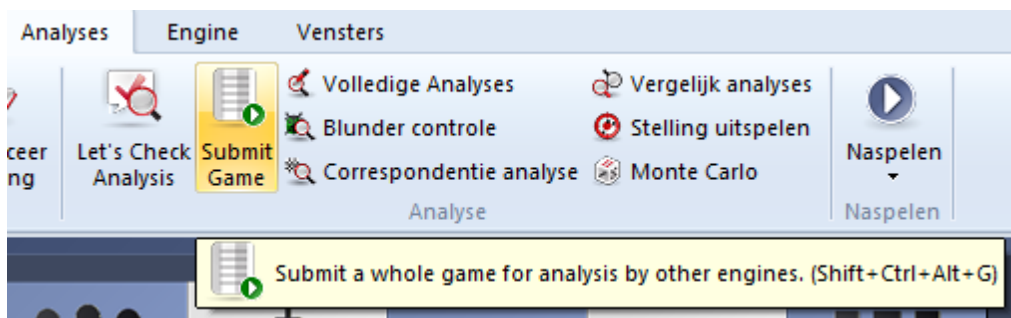 Analyses Engine Vensters
Volledige Analyses Vergelijk analyses
Blunder controle Stelling uitspelen
ceer Let's Check Submit Naspelen
ng Analysis Game Correspondentie analyse Monte Carlo
Analyse Naspelen
Submit a whole game for analysis by other engines. (Shift+Ctrl+Alt+G)